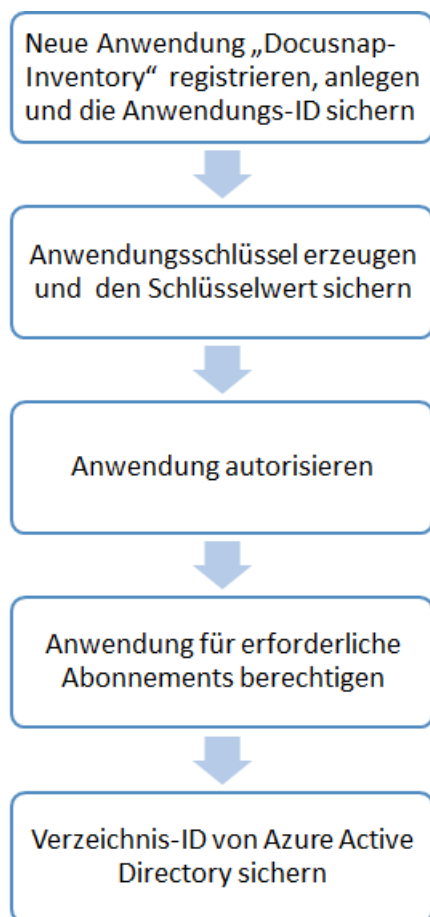 Neue Anwendung „Docusnap-
Inventory“ registrieren, anlegen
und die Anwendungs-ID sichern
Anwendungsschlüssel erzeugen
und den Schlüsselwert sichern
Anwendung autorisieren
Anwendung für erforderliche
Abonnements berechtigen
Verzeichnis-ID von Azure Active
Directory sichern